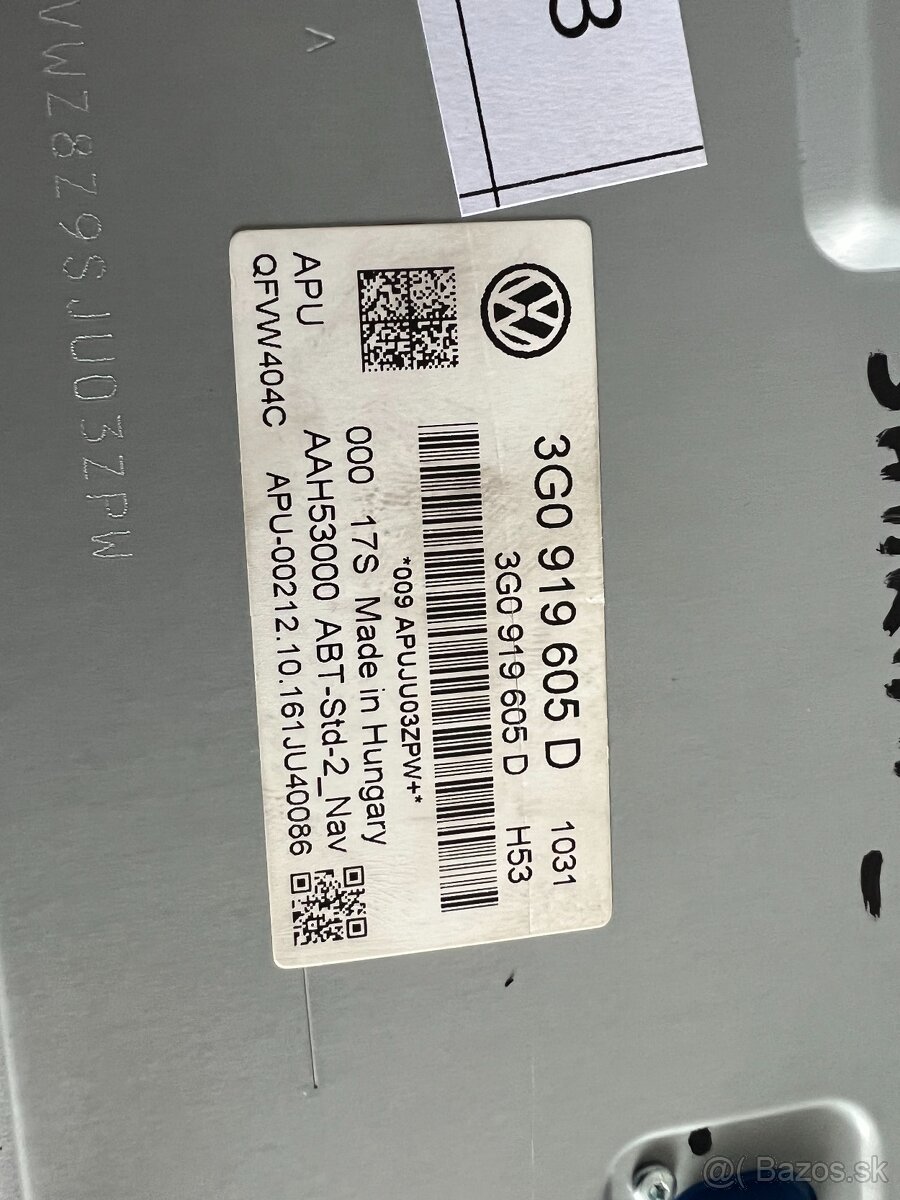 3
3G0 919 605 D 1031
3G0 919 605 D H53
*009 APUJU03ZPW+*
000 17S Made in Hungary
AAH53000 ABT-Std-2_Nav
APU
QFVW404C APU-00212.10.161JU40086
VWZ8Z9SJU03ZPW
@( Bazos.sk